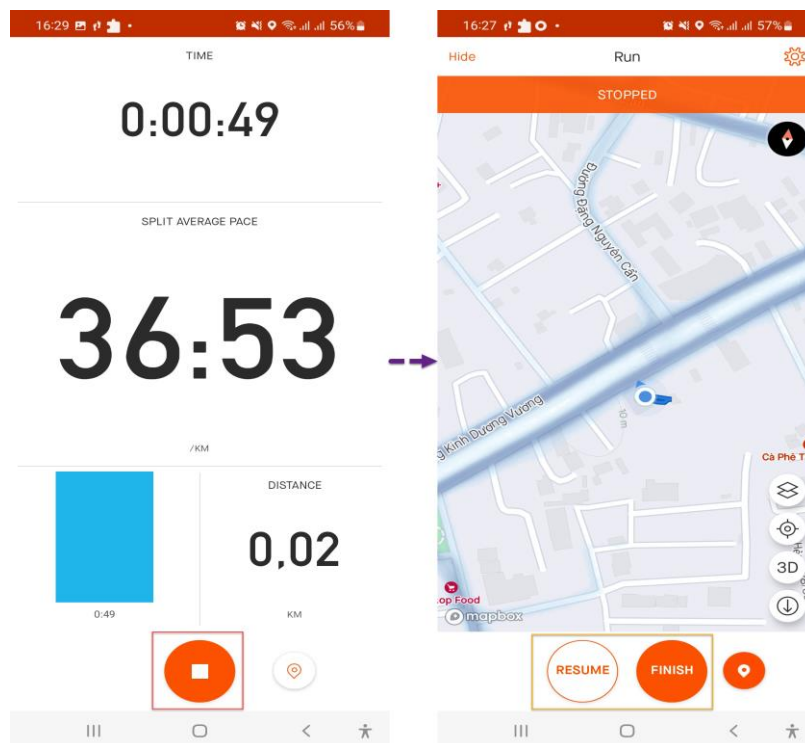 16:29
56%
TIME
0:00:49
SPLIT AVERAGE PACE
36:53
/KM
0:49
DISTANCE
0,02
KM
16:27
57%
Hide
Run
STOPPED
Đường Đặng Nguyên Cẩn
Kinh Dương Vương
10 m
Cà Phê T
3D
op Food
mapbox
RESUME
FINISH